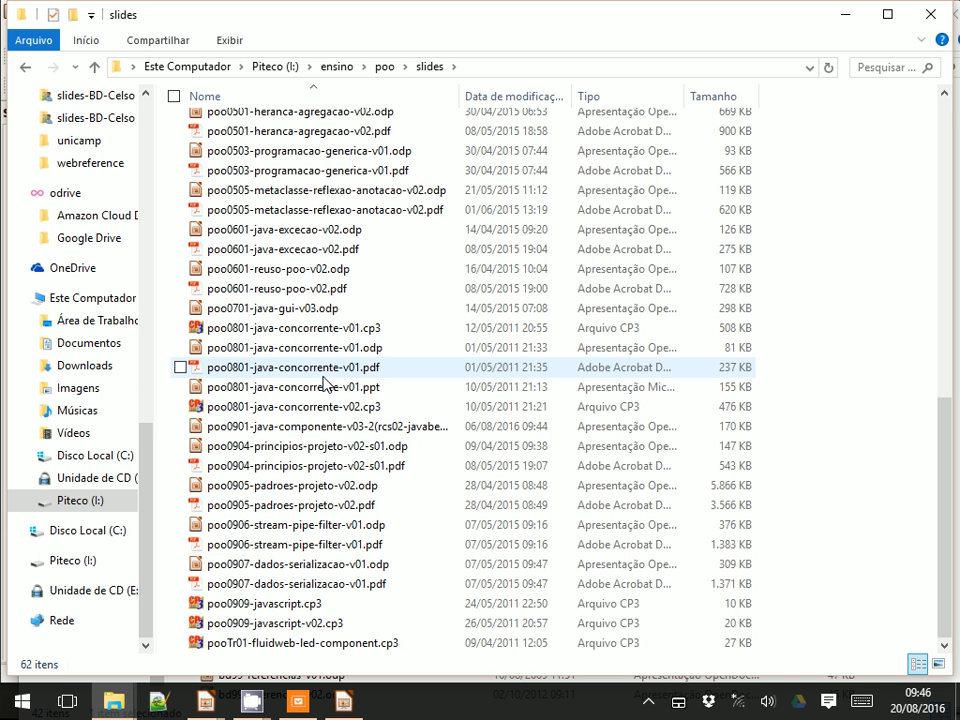 slides
Arquivo Início Compartilhar Exibir
Este Computador Piteco (I:) ensino poo slides Pesquisar ...
Nome Data de modificaç... Tipo Tamanho
poo0501-heranca-agregacao-v02.odp 30/04/2015 06:53 Apresentação Ope... 669 KB
poo0501-heranca-agregacao-v02.pdf 08/05/2015 18:58 Adobe Acrobat D... 900 KB
poo0503-programacao-generica-v01.odp 30/04/2015 07:44 Apresentação Ope... 93 KB
poo0503-programacao-generica-v01.pdf 30/04/2015 07:44 Adobe Acrobat D... 566 KB
poo0505-metaclasse-reflexao-anotacao-v02.odp 21/05/2015 11:12 Apresentação Ope... 119 KB
poo0505-metaclasse-reflexao-anotacao-v02.pdf 01/06/2015 13:19 Adobe Acrobat D... 620 KB
poo0601-java-excecao-v02.odp 14/04/2015 09:20 Apresentação Ope... 126 KB
poo0601-java-excecao-v02.pdf 08/05/2015 19:04 Adobe Acrobat D... 275 KB
poo0601-reuso-poo-v02.odp 16/04/2015 10:04 Apresentação Ope... 107 KB
poo0601-reuso-poo-v02.pdf 08/05/2015 19:00 Adobe Acrobat D... 728 KB
poo0701-java-gui-v03.odp 14/05/2015 07:08 Apresentação Ope... 298 KB
poo0801-java-concorrente-v01.cp3 12/05/2011 20:55 Arquivo CP3 508 KB
poo0801-java-concorrente-v01.odp 01/05/2011 21:33 Apresentação Ope... 81 KB
poo0801-java-concorrente-v01.pdf 01/05/2011 21:35 Adobe Acrobat D... 237 KB
poo0801-java-concorrente-v01.ppt 10/05/2011 21:13 Apresentação Mic... 155 KB
poo0801-java-concorrente-v02.cp3 10/05/2011 21:21 Arquivo CP3 476 KB
poo0901-java-componente-v03-2(rcs02-javabe... 06/08/2016 09:44 Apresentação Ope... 170 KB
poo0904-principios-projeto-v02-s01.odp 09/04/2015 09:38 Apresentação Ope... 147 KB
poo0904-principios-projeto-v02-s01.pdf 08/05/2015 19:07 Adobe Acrobat D... 543 KB
poo0905-padroes-projeto-v02.odp 28/04/2015 08:48 Apresentação Ope... 5.866 KB
poo0905-padroes-projeto-v02.pdf 28/04/2015 08:49 Adobe Acrobat D... 3.566 KB
poo0906-stream-pipe-filter-v01.odp 07/05/2015 09:16 Apresentação Ope... 376 KB
poo0906-stream-pipe-filter-v01.pdf 07/05/2015 09:16 Adobe Acrobat D... 1.383 KB
poo0907-dados-serializacao-v01.odp 07/05/2015 09:47 Apresentação Ope... 309 KB
poo0907-dados-serializacao-v01.pdf 07/05/2015 09:47 Adobe Acrobat D... 1.371 KB
poo0909-javascript.cp3 24/05/2011 22:50 Arquivo CP3 10 KB
poo0909-javascript-v02.cp3 26/05/2011 20:57 Arquivo CP3 20 KB
pooTr01-fluidweb-led-component.cp3 09/04/2011 12:05 Arquivo CP3 27 KB
slides-BD-Celso
slides-BD-Celso
unicamp
webreference
odrive
Amazon Cloud D
Google Drive
OneDrive
Este Computador
Área de Trabalho
Documentos
Downloads
Imagens
Músicas
Vídeos
Disco Local (C:)
Unidade de CD (
Piteco (I:)
Disco Local (C:)
Piteco (I:)
Unidade de CD (E:
Rede
62 itens
02/10/2012 09:11
09:46
20/08/2016